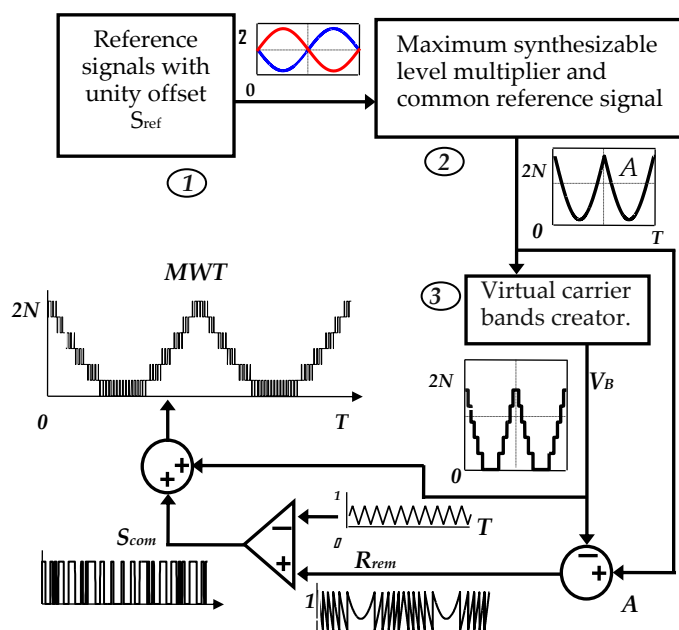 Reference
signals with
unity offset
Sref
2
0
1
Maximum synthesizable
level multiplier and
common reference signal
2
2N
A
0
T
3
Virtual carrier
bands creator.
MWT
2N
0
T
2N
0
VB
+
+
1
0
T
Scom
−
+
Rrem
−
+
A
1